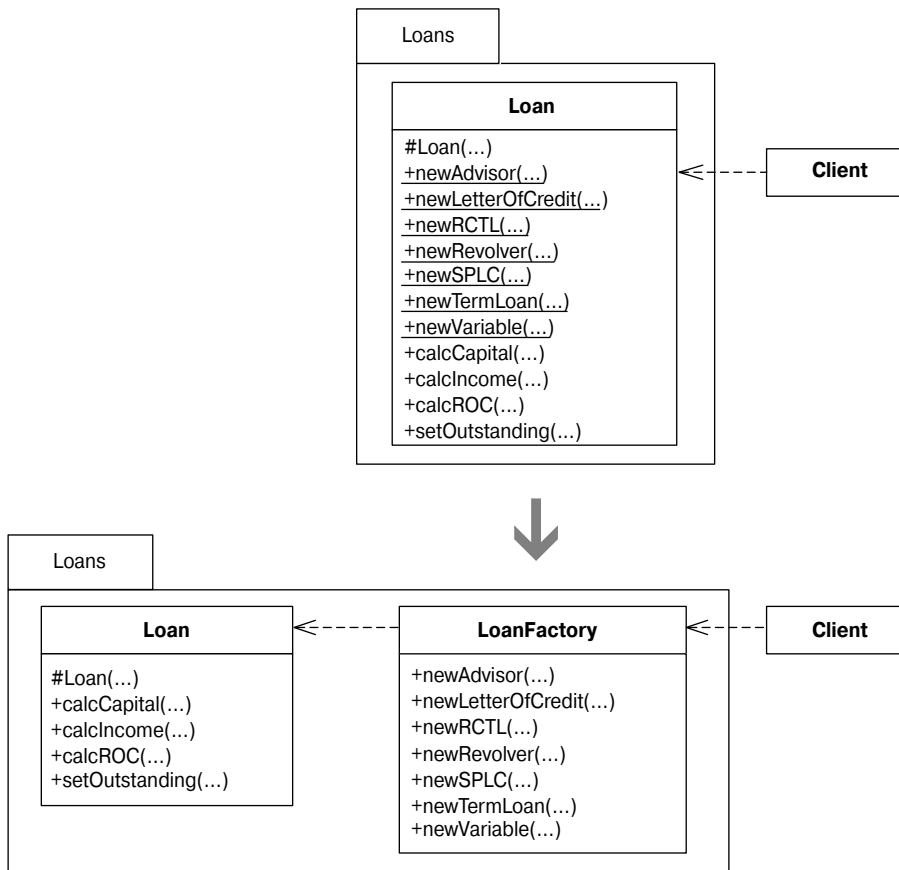 Loans
Loan
#Loan(...)
+newAdvisor(...)
+newLetterOfCredit(...)
+newRCTL(...)
+newRevolver(...)
+newSPLC(...)
+newTermLoan(...)
+newVariable(...)
+calcCapital(...)
+calcIncome(...)
+calcROC(...)
+setOutstanding(...)
Client
Loans
Loan
#Loan(...)
+calcCapital(...)
+calcIncome(...)
+calcROC(...)
+setOutstanding(...)
LoanFactory
+newAdvisor(...)
+newLetterOfCredit(...)
+newRCTL(...)
+newRevolver(...)
+newSPLC(...)
+newTermLoan(...)
+newVariable(...)
Client